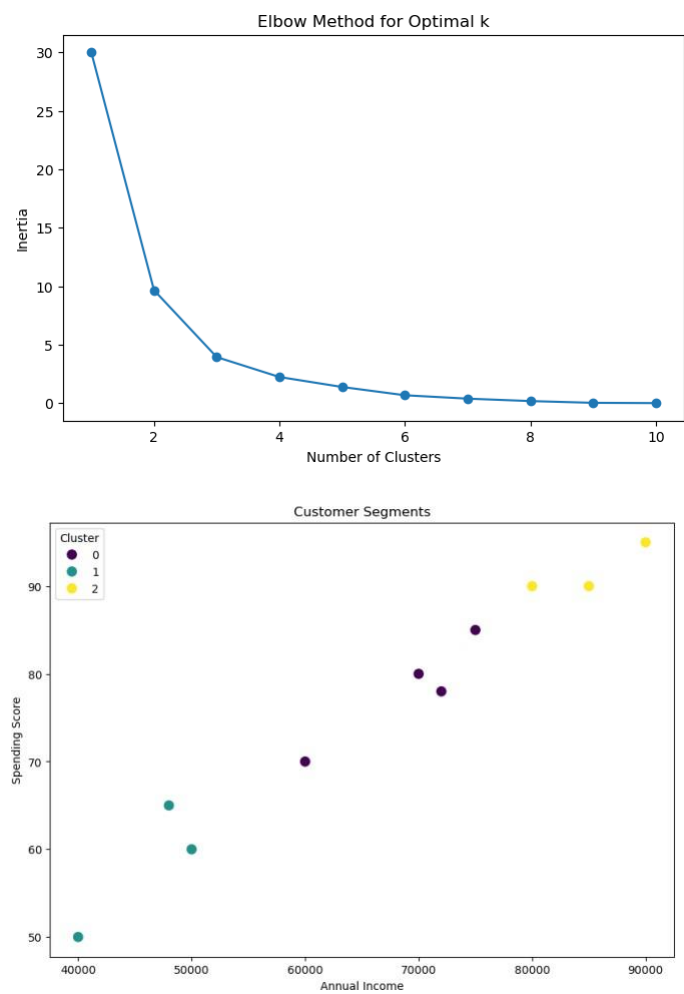 Elbow Method for Optimal k
30
25
20
15
10
5
0
Inertia
2 4 6 8 10
Number of Clusters
Customer Segments
Cluster
0
1
2
90
80
70
60
50
Spending Score
40000 50000 60000 70000 80000 90000
Annual Income